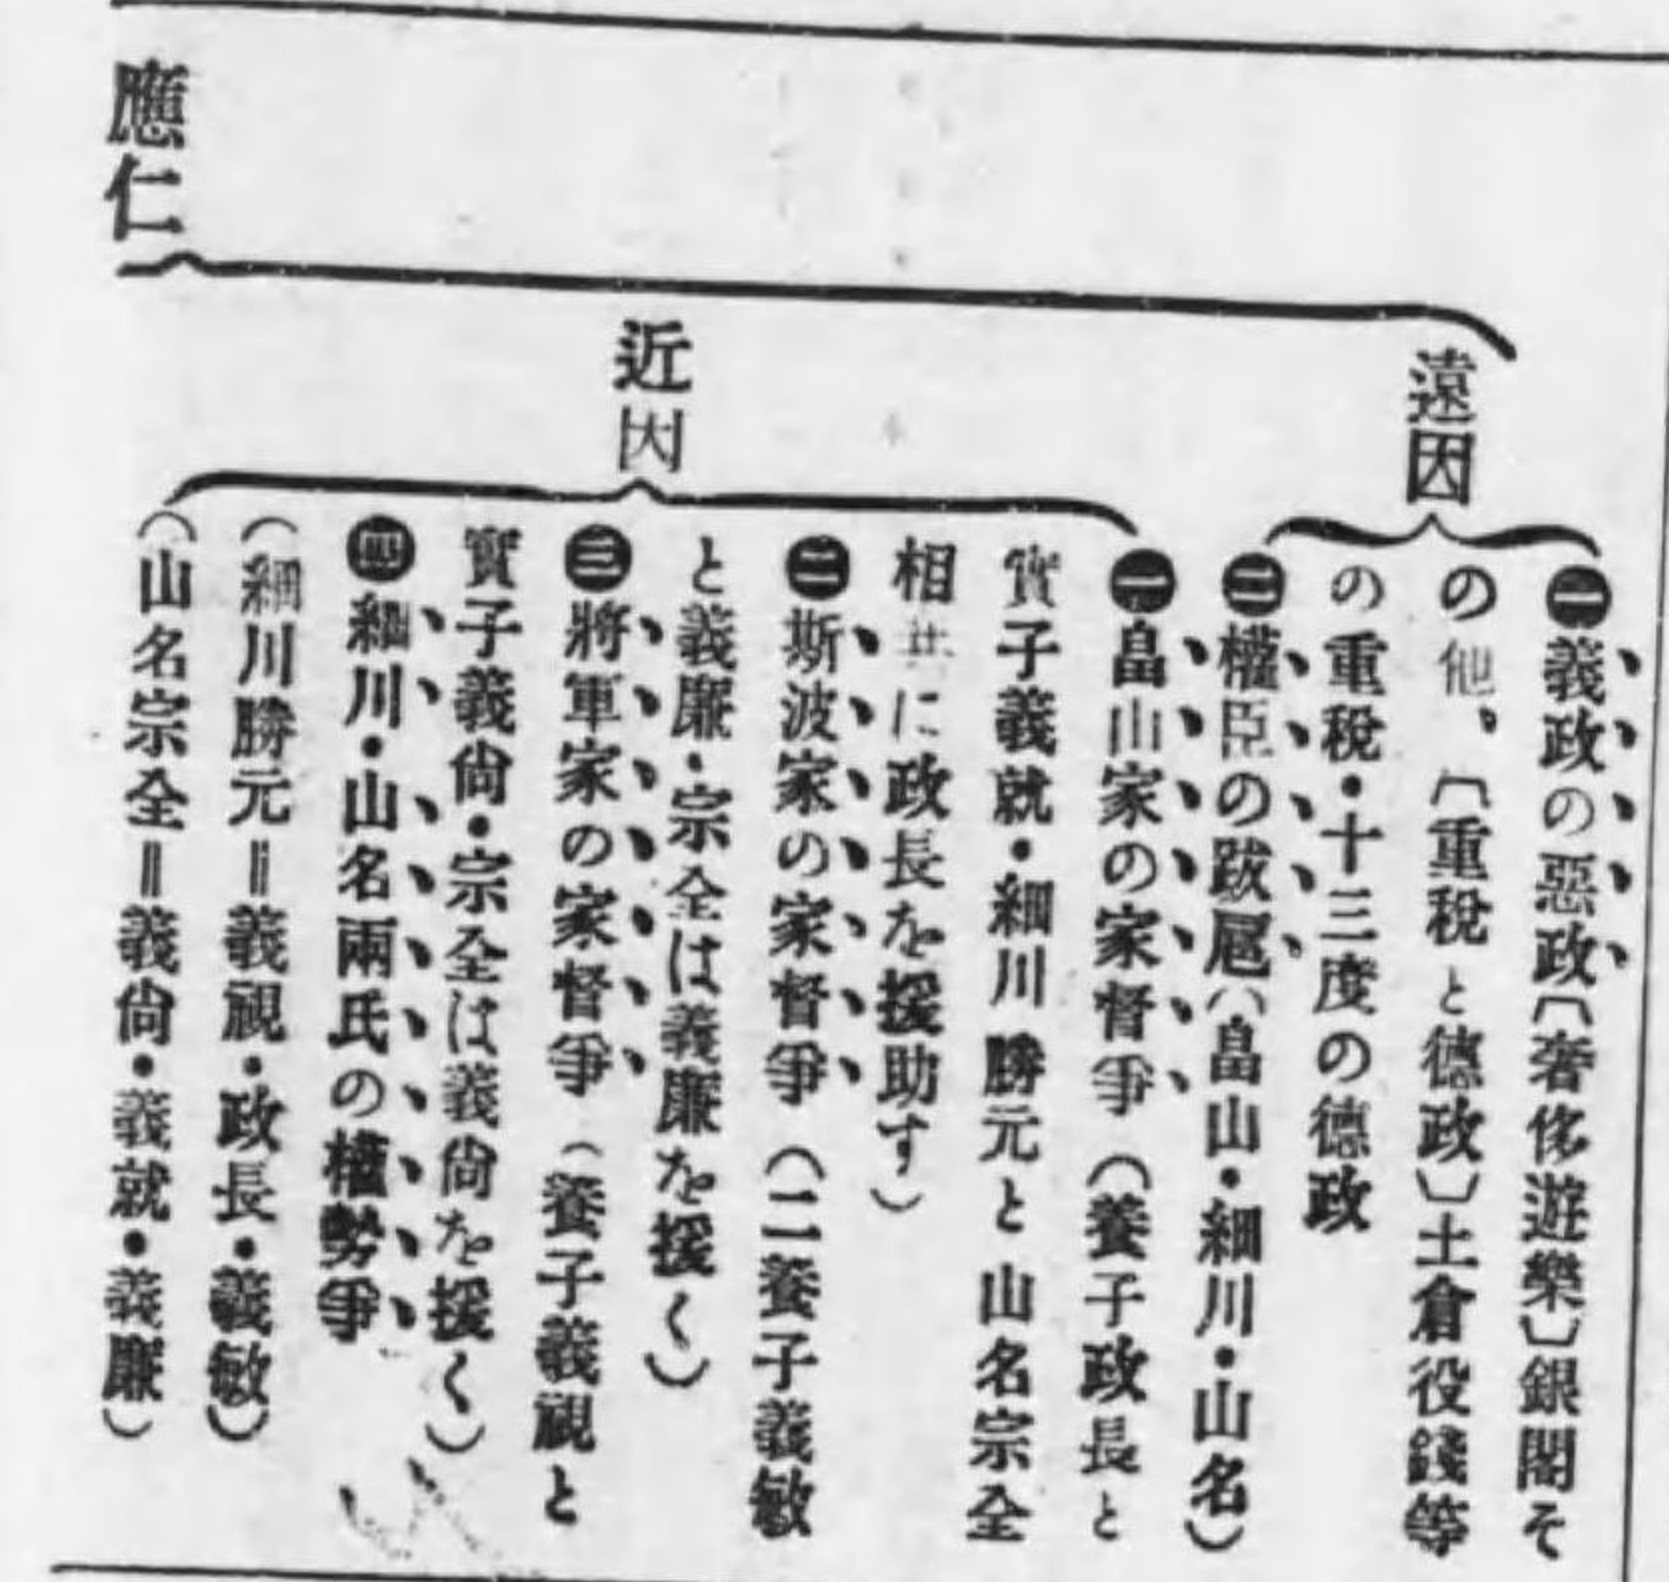 應仁
遠因
㊀義政の惡政〔奢侈遊樂〕銀閣そ
の他、〔重稅と德政〕土倉役錢等
の重稅・十三度の德政
㊁權臣の跋扈(畠山・細川・山名)
近因
㊀畠山家の家督爭(養子政長と
實子義就・細川勝元と山名宗全
相共に政長を援助す)
㊁斯波家の家督爭(二養子義敏
と義廉・宗全は義廉を援く)
㊂將軍家の家督爭(養子義視と
實子義尙・宗全は義尙を援く)
㊃細川・山名兩氏の權勢爭
(細川勝元=義視・政長・義敏)
(山名宗全=義尙・義就・義廉)